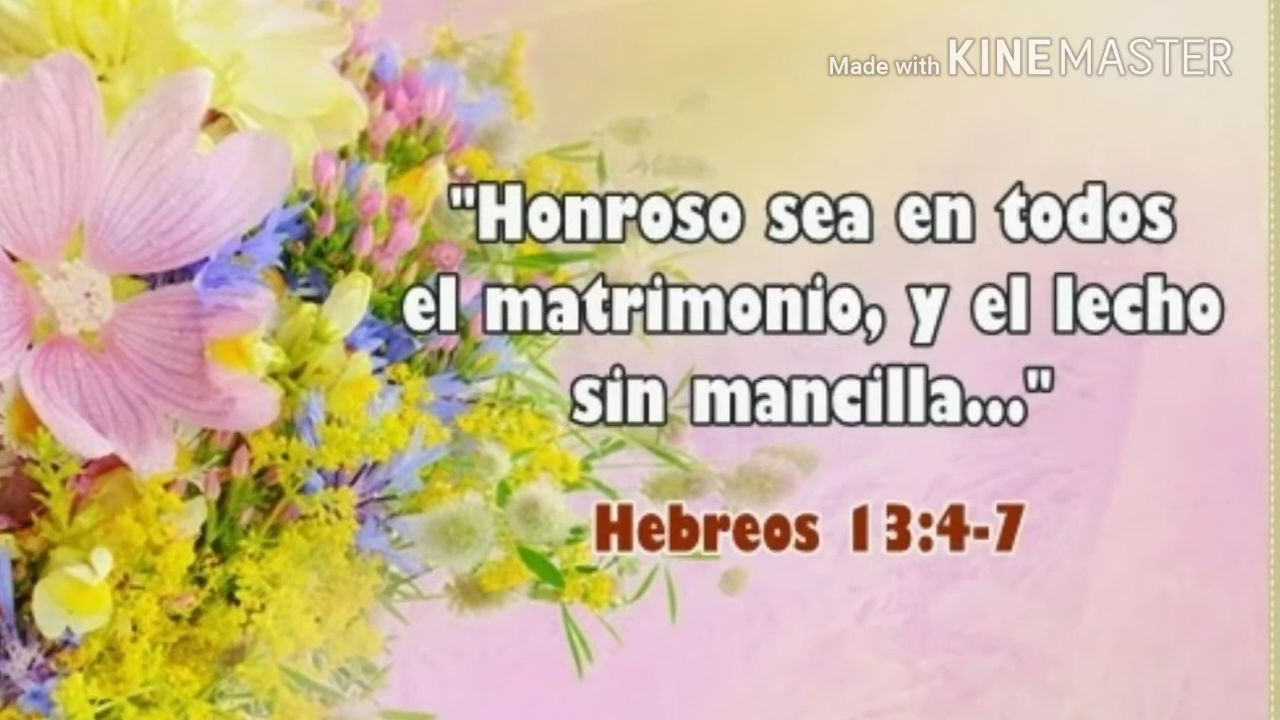 Made with KINEMASTER
"Honroso sea en todos
el matrimonio, y el lecho
sin mancilla..."
Hebreos 13:4-7